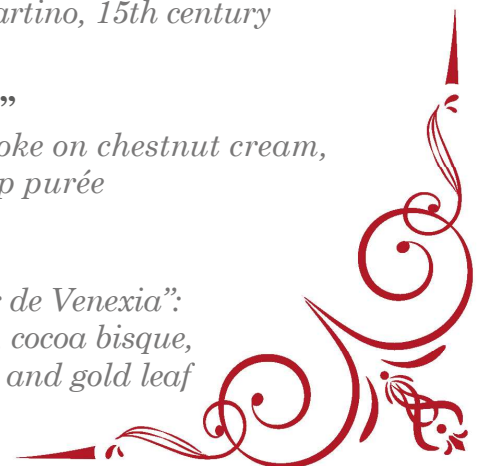 artino, 15th century
”
oke on chestnut cream,
p purée
de Venexia”:
cocoa bisque,
and gold leaf